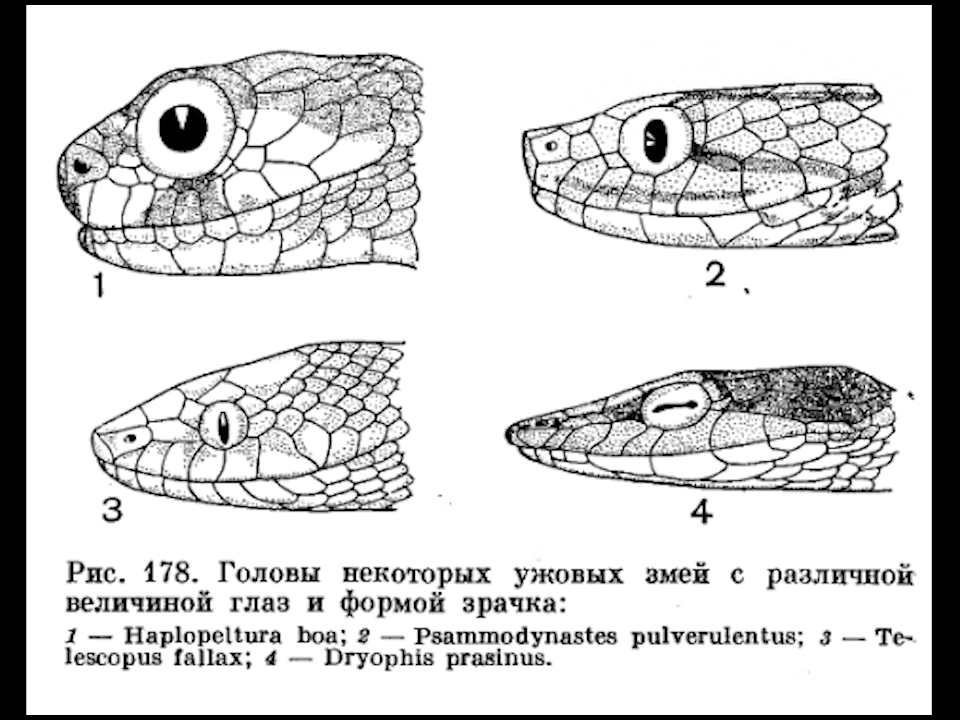 1
2
3
4
Рис. 178. Головы некоторых ужовых змей с различной
величиной глаз и формой зрачка:
1 — Haplopeltura boa; 2 — Psammodynastes pulverulentus; 3 — Te-
lescopus fallax; 4 — Dryophis prasinus.